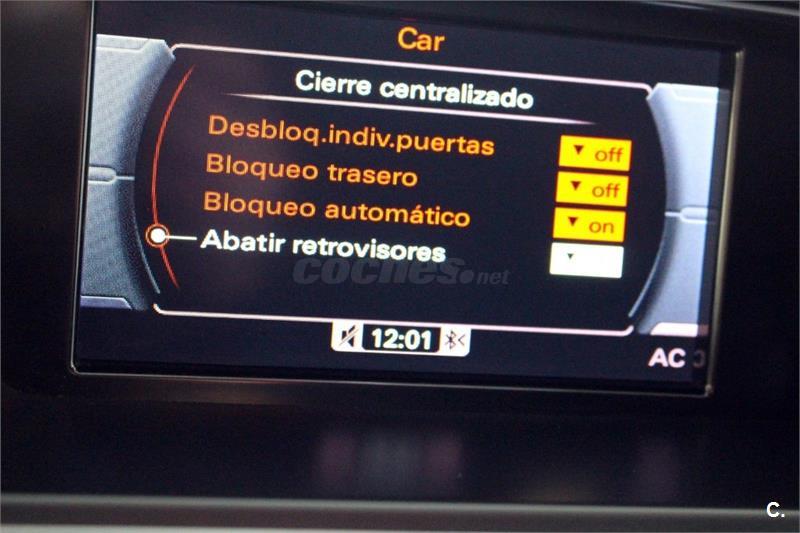 Car
Cierre centralizado
Desbloq.indiv.puertas off
Bloqueo trasero off
Bloqueo automático on
Abatir retrovisores
coches.net
12:01
AC
C.